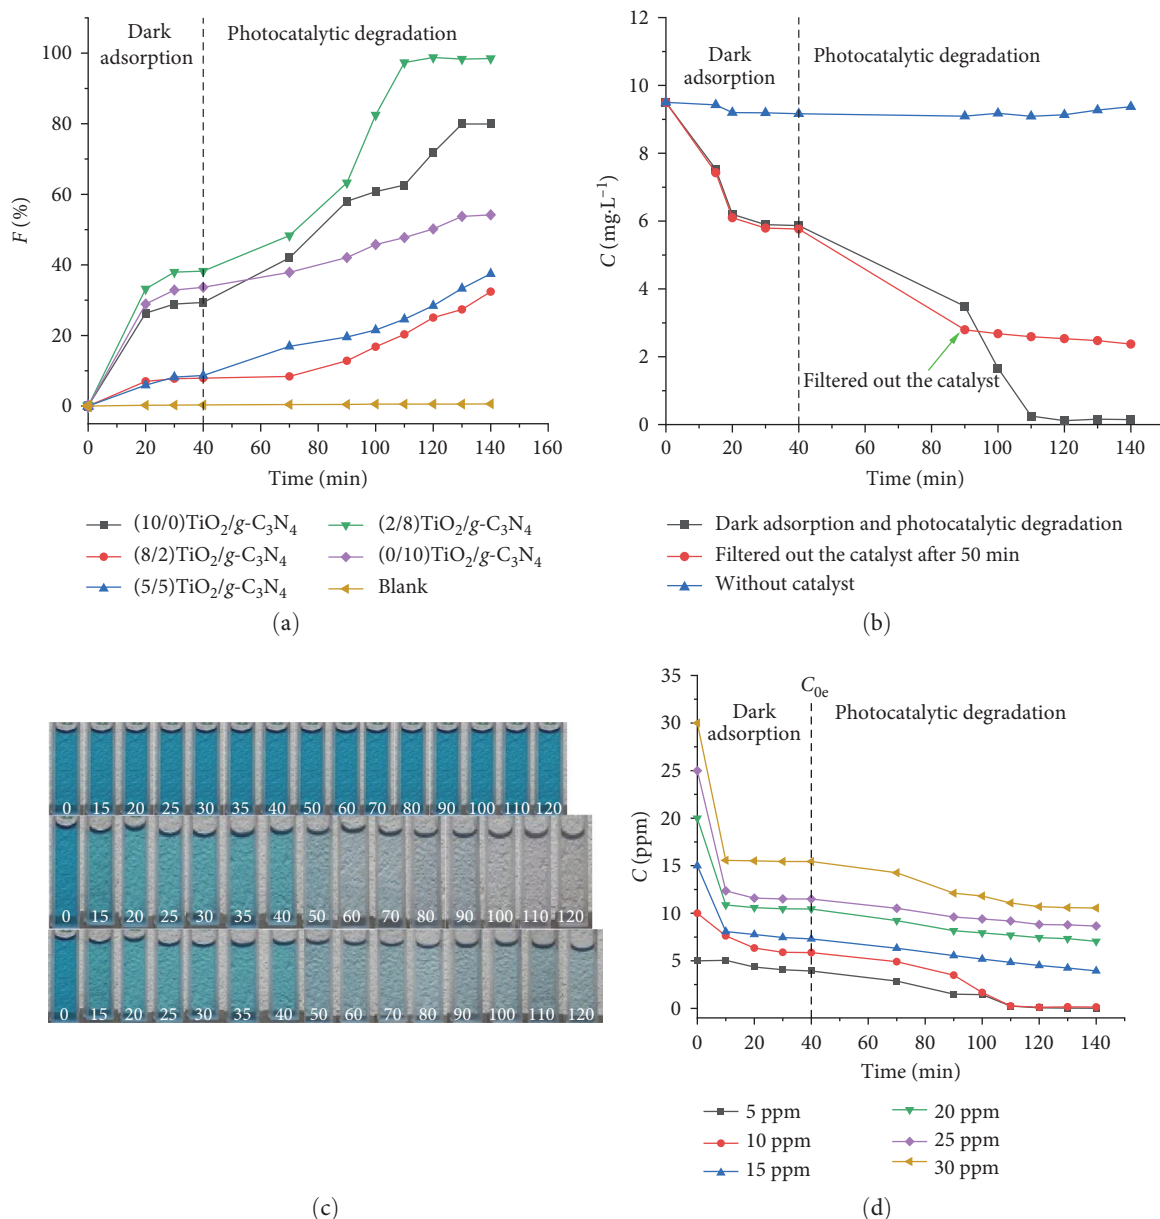 Dark
adsorption
Photocatalytic degradation
F (%)
100
80
60
40
20
0
0 20 40 60 80 100 120 140 160
Time (min)
(10/0)TiO₂/g-C₃N₄
(8/2)TiO₂/g-C₃N₄
(5/5)TiO₂/g-C₃N₄
(2/8)TiO₂/g-C₃N₄
(0/10)TiO₂/g-C₃N₄
Blank
(a)
Dark
adsorption
Photocatalytic degradation
C (mg·L⁻¹)
12
10
8
6
4
2
0
Filtered out the catalyst
0 20 40 60 80 100 120 140
Time (min)
Dark adsorption and photocatalytic degradation
Filtered out the catalyst after 50 min
Without catalyst
(b)
0 15 20 25 30 35 40 50 60 70 80 90 100 110 120
0 15 20 25 30 35 40 50 60 70 80 90 100 110 120
0 15 20 25 30 35 40 50 60 70 80 90 100 110 120
(c)
C₀ₑ
Dark
adsorption
Photocatalytic degradation
C (ppm)
35
30
25
20
15
10
5
0
0 20 40 60 80 100 120 140
Time (min)
5 ppm
10 ppm
15 ppm
20 ppm
25 ppm
30 ppm
(d)